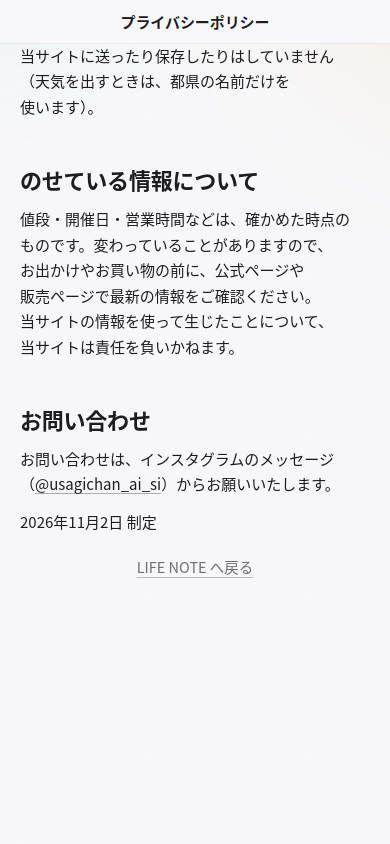 プライバシーポリシー
当サイトに送ったり保存したりはしていません
（天気を出すときは、都県の名前だけを
使います）。
のせている情報について
値段・開催日・営業時間などは、確かめた時点の
ものです。変わっていることがありますので、
お出かけやお買い物の前に、公式ページや
販売ページで最新の情報をご確認ください。
当サイトの情報を使って生じたことについて、
当サイトは責任を負いかねます。
お問い合わせ
お問い合わせは、インスタグラムのメッセージ
（@usagichan_ai_si）からお願いいたします。
2026年11月2日 制定
LIFE NOTE へ戻る